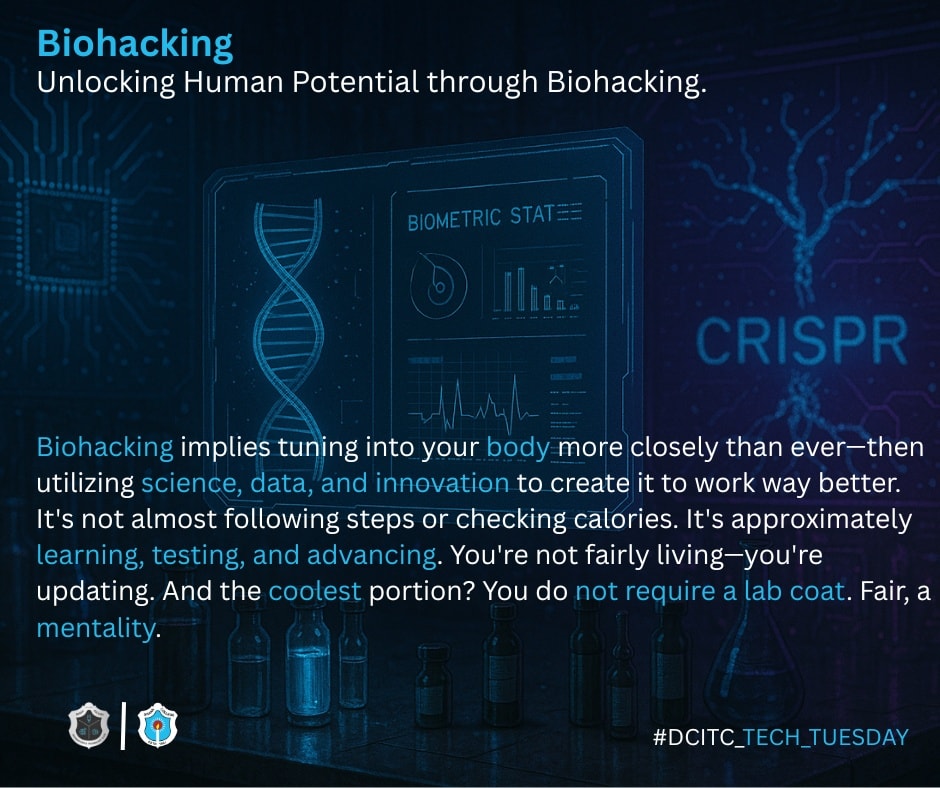 Biohacking
Unlocking Human Potential through Biohacking.
BIOMETRIC STAT
CRISPR
Biohacking implies tuning into your body more closely than ever—then
utilizing science, data, and innovation to create it to work way better.
It's not almost following steps or checking calories. It's approximately
learning, testing, and advancing. You're not fairly living—you're
updating. And the coolest portion? You do not require a lab coat. Fair, a
mentality.
#DCITC_TECH_TUESDAY